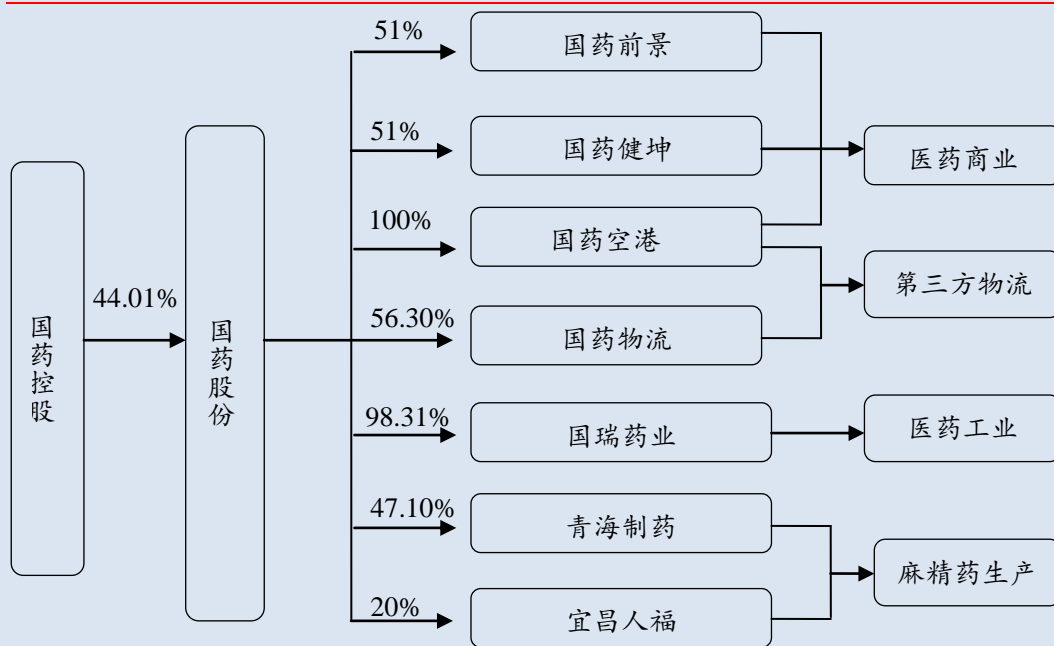 国药控股
44.01%
国药股份
51%
国药前景
51%
国药健坤
100%
国药空港
56.30%
国药物流
98.31%
国瑞药业
47.10%
青海制药
20%
宜昌人福
医药商业
第三方物流
医药工业
麻精药生产